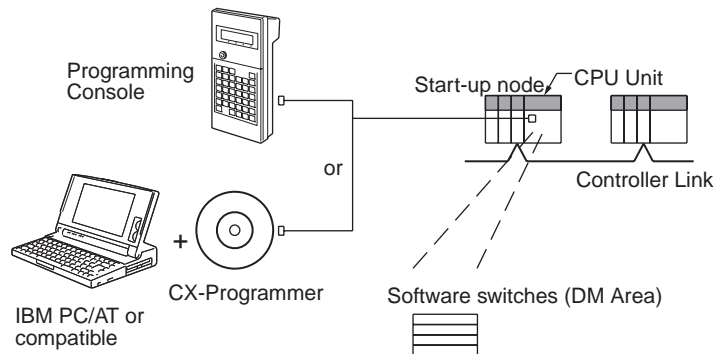 Programming
Console
Start-up node
CPU Unit
or
Controller Link
+
CX-Programmer
IBM PC/AT or
compatible
Software switches (DM Area)